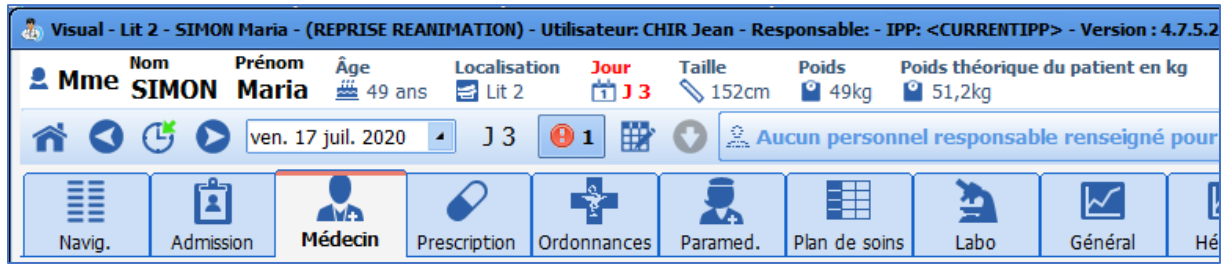 Visual - Lit 2 - SIMON Maria - (REPRISE REANIMATION) - Utilisateur: CHIR Jean - Responsable: - IPP: <CURRENTIPP> - Version : 4.7.5.2
Mme Nom SIMON Prénom Maria Âge 49 ans Localisation Lit 2 Jour J 3 Taille 152cm Poids 49kg Poids théorique du patient en kg 51,2kg
ven. 17 juil. 2020 J 3 1 Aucun personnel responsable renseigné pour
Navig. Admission Médecin Prescription Ordonnances Paramed. Plan de soins Labo Général Hé